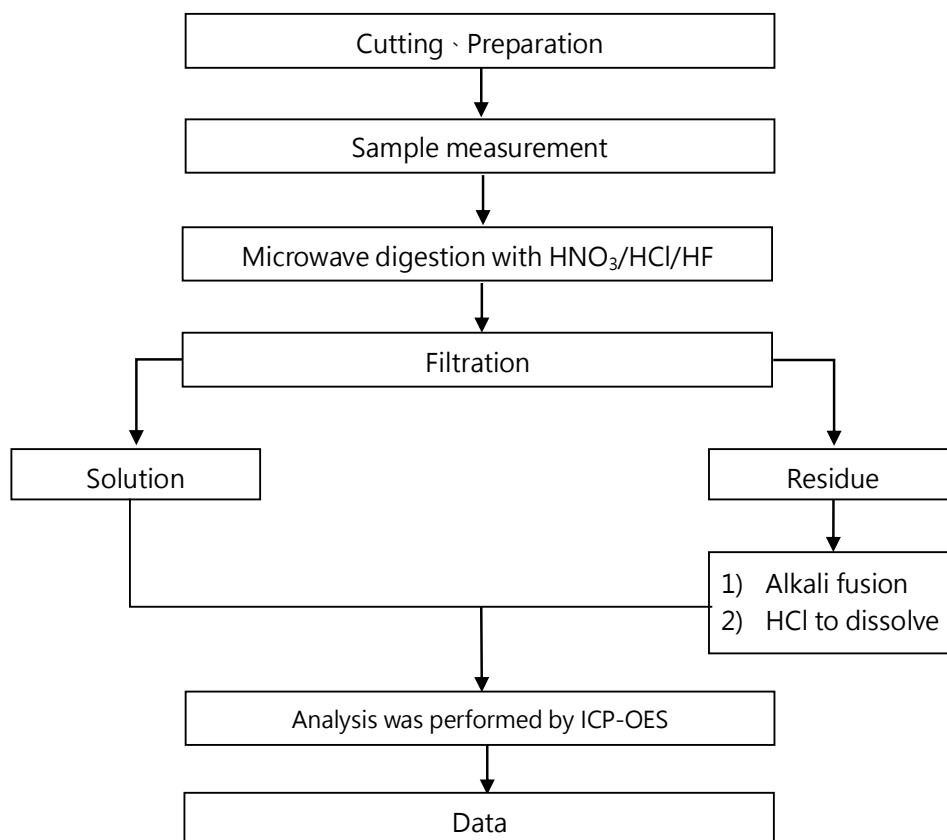 Cutting、Preparation
Sample measurement
Microwave digestion with HNO₃/HCl/HF
Filtration
Solution
Residue
1) Alkali fusion
2) HCl to dissolve
Analysis was performed by ICP-OES
Data